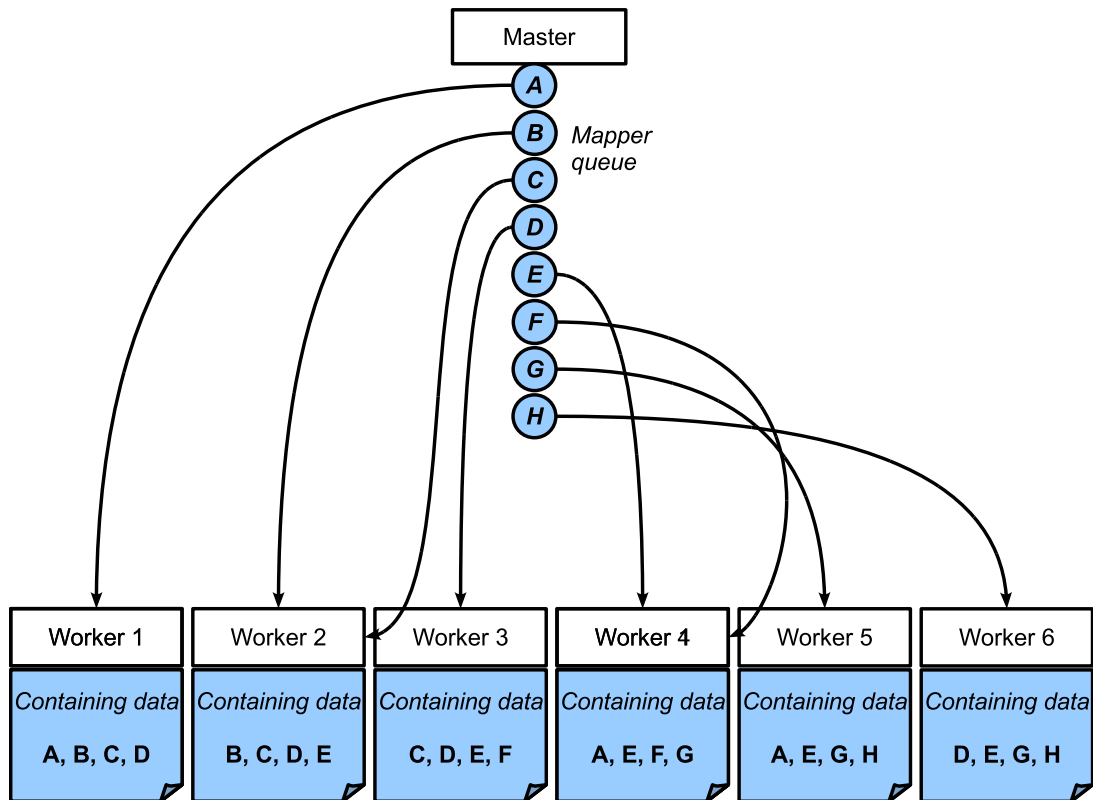 Master
A
B
Mapper
queue
C
D
E
F
G
H
Worker 1
Worker 2
Worker 3
Worker 4
Worker 5
Worker 6
Containing data
A, B, C, D
Containing data
B, C, D, E
Containing data
C, D, E, F
Containing data
A, E, F, G
Containing data
A, E, G, H
Containing data
D, E, G, H